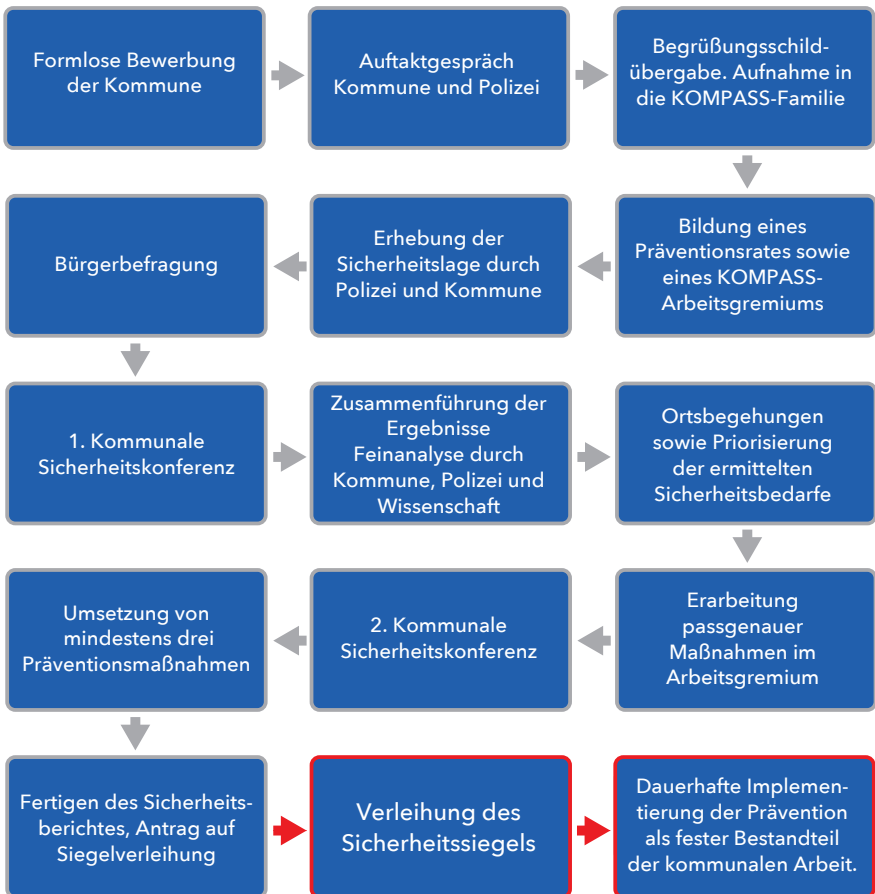 Formlose Bewerbung
der Kommune
Auftaktgespräch
Kommune und Polizei
Begrüßungsschild-
übergabe. Aufnahme in
die KOMPASS-Familie
Bildung eines
Präventionsrates sowie
eines KOMPASS-
Arbeitsgremiums
Erhebung der
Sicherheitslage durch
Polizei und Kommune
Bürgerbefragung
1. Kommunale
Sicherheitskonferenz
Zusammenführung der
Ergebnisse
Feinanalyse durch
Kommune, Polizei und
Wissenschaft
Ortsbegehungen
sowie Priorisierung
der ermittelten
Sicherheitsbedarfe
Erarbeitung
passgenauer
Maßnahmen im
Arbeitsgremium
2. Kommunale
Sicherheitskonferenz
Umsetzung von
mindestens drei
Präventionsmaßnahmen
Fertigen des Sicherheits-
berichtes, Antrag auf
Siegelverleihung
Verleihung des
Sicherheitssiegels
Dauerhafte Implemen-
tierung der Prävention
als fester Bestandteil
der kommunalen Arbeit.